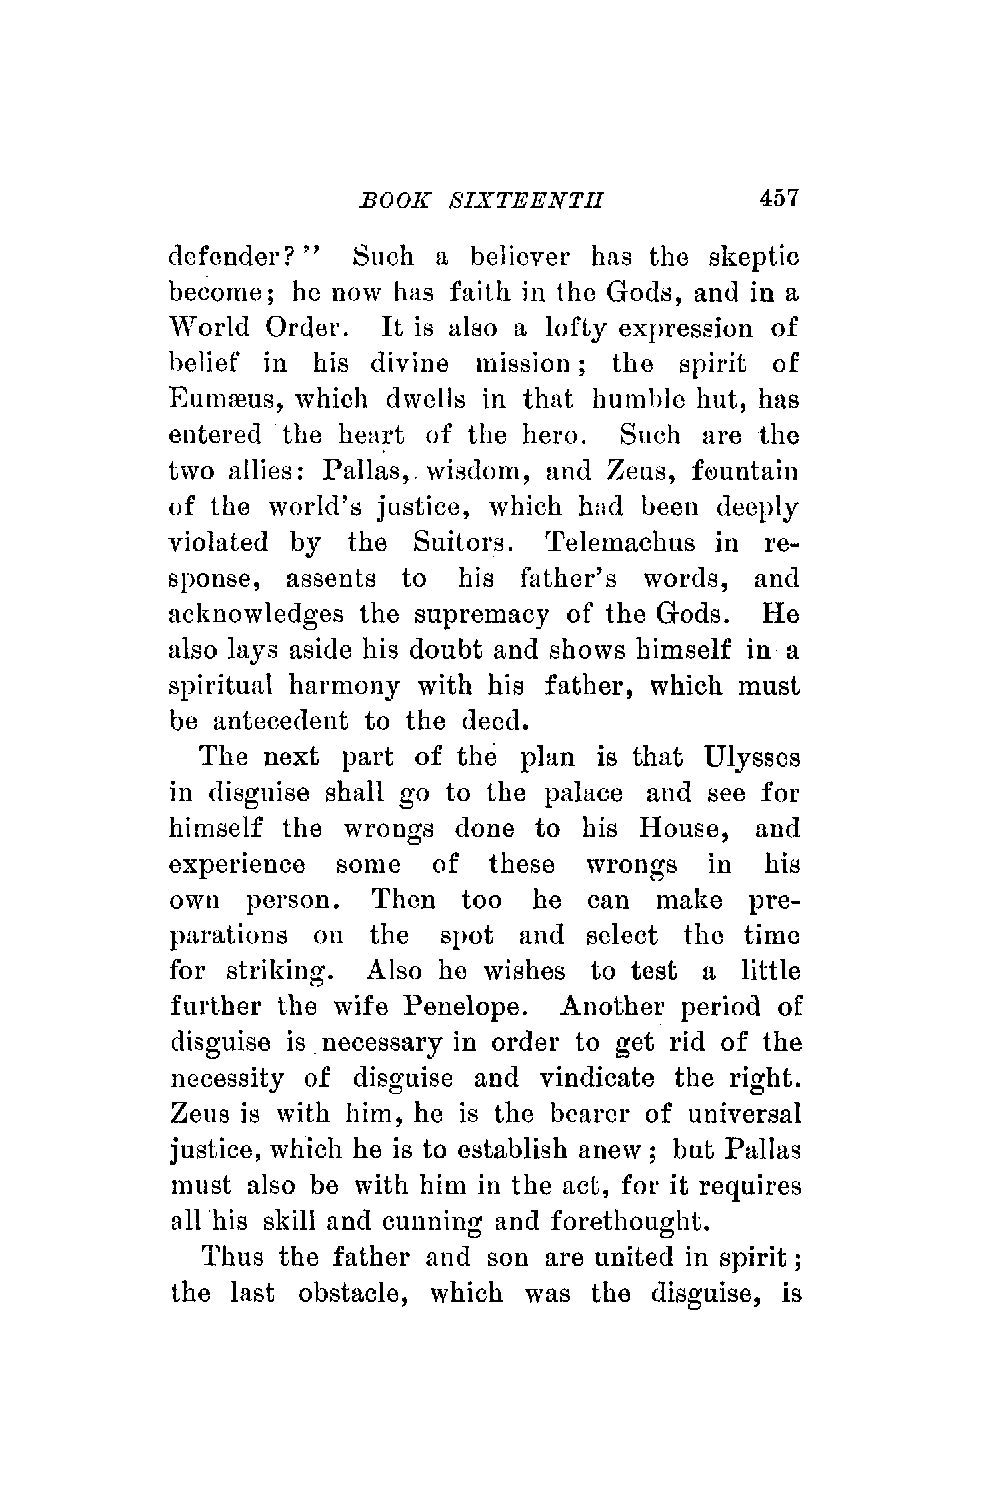 BOOK SIXTEENTH 457
defender?" Such a believer has the skeptic
become; he now has faith in the Gods, and in a
World Order. It is also a lofty expression of
belief in his divine mission; the spirit of
Eumæus, which dwells in that humble hut, has
entered the heart of the hero. Such are the
two allies: Pallas, wisdom, and Zeus, fountain
of the world's justice, which had been deeply
violated by the Suitors. Telemachus in re-
sponse, assents to his father's words, and
acknowledges the supremacy of the Gods. He
also lays aside his doubt and shows himself in a
spiritual harmony with his father, which must
be antecedent to the deed.
The next part of the plan is that Ulysses
in disguise shall go to the palace and see for
himself the wrongs done to his House, and
experience some of these wrongs in his
own person. Then too he can make pre-
parations on the spot and select the time
for striking. Also he wishes to test a little
further the wife Penelope. Another period of
disguise is necessary in order to get rid of the
necessity of disguise and vindicate the right.
Zeus is with him, he is the bearer of universal
justice, which he is to establish anew; but Pallas
must also be with him in the act, for it requires
all his skill and cunning and forethought.
Thus the father and son are united in spirit;
the last obstacle, which was the disguise, is